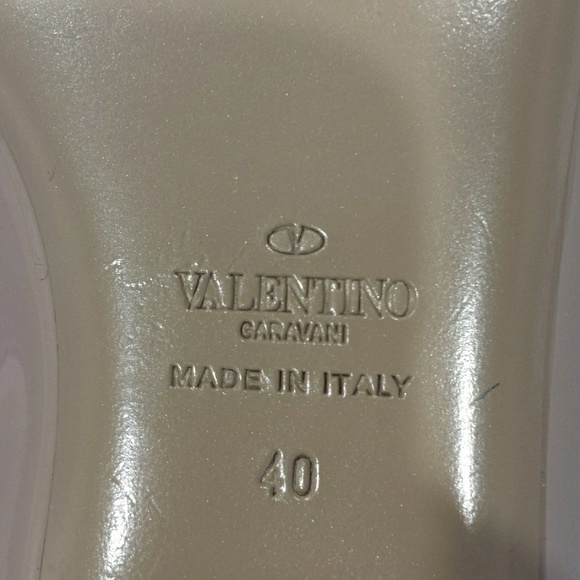 V
VALENTINO
GARAVANI
MADE IN ITALY
40